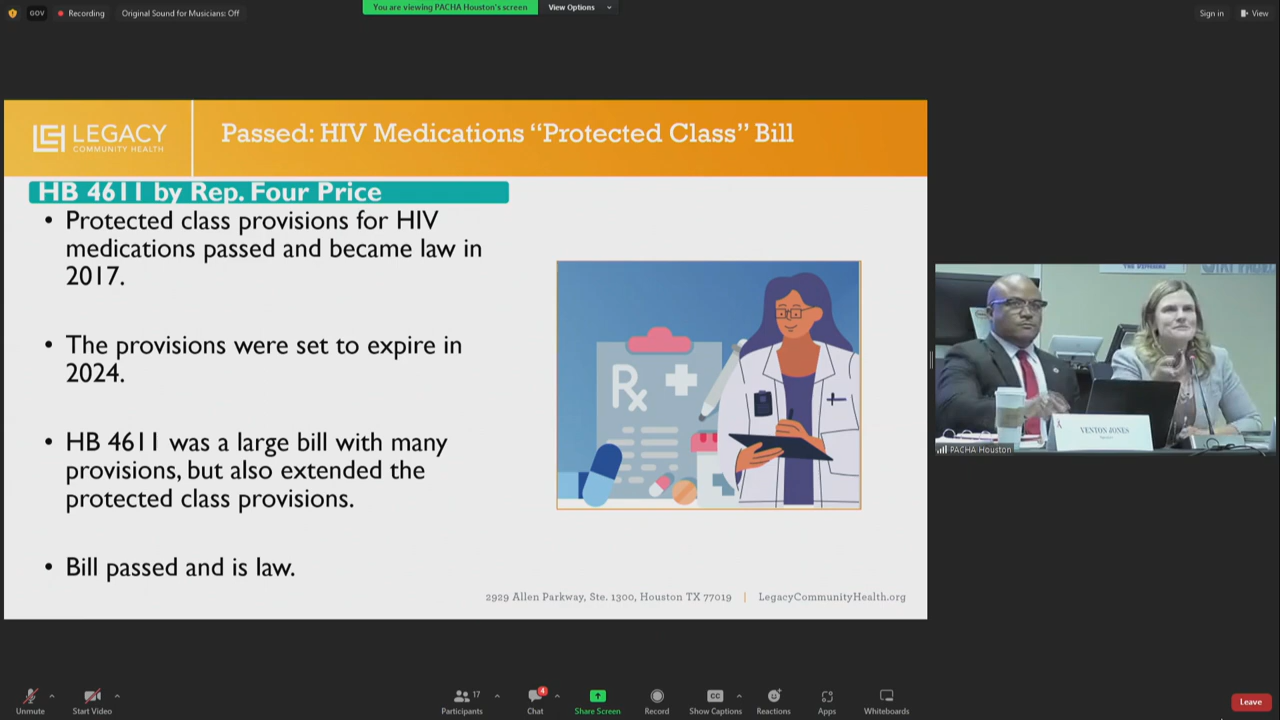 GOV
Recording
Original Sound for Musicians: Off
You are viewing PACHA Houston's screen
View Options
Sign in
View
LEGACY
COMMUNITY HEALTH
Passed: HIV Medications “Protected Class” Bill
HB 4611 by Rep. Four Price
• Protected class provisions for HIV
medications passed and became law in
2017.
• The provisions were set to expire in
2024.
• HB 4611 was a large bill with many
provisions, but also extended the
protected class provisions.
• Bill passed and is law.
Rx
2929 Allen Parkway, Ste. 1300, Houston TX 77019 | LegacyCommunityHealth.org
VENTON JONES
PACHA Houston
Unmute
Start Video
17
Participants
4
Chat
Share Screen
Record
CC
Show Captions
Reactions
Apps
Whiteboards
Leave